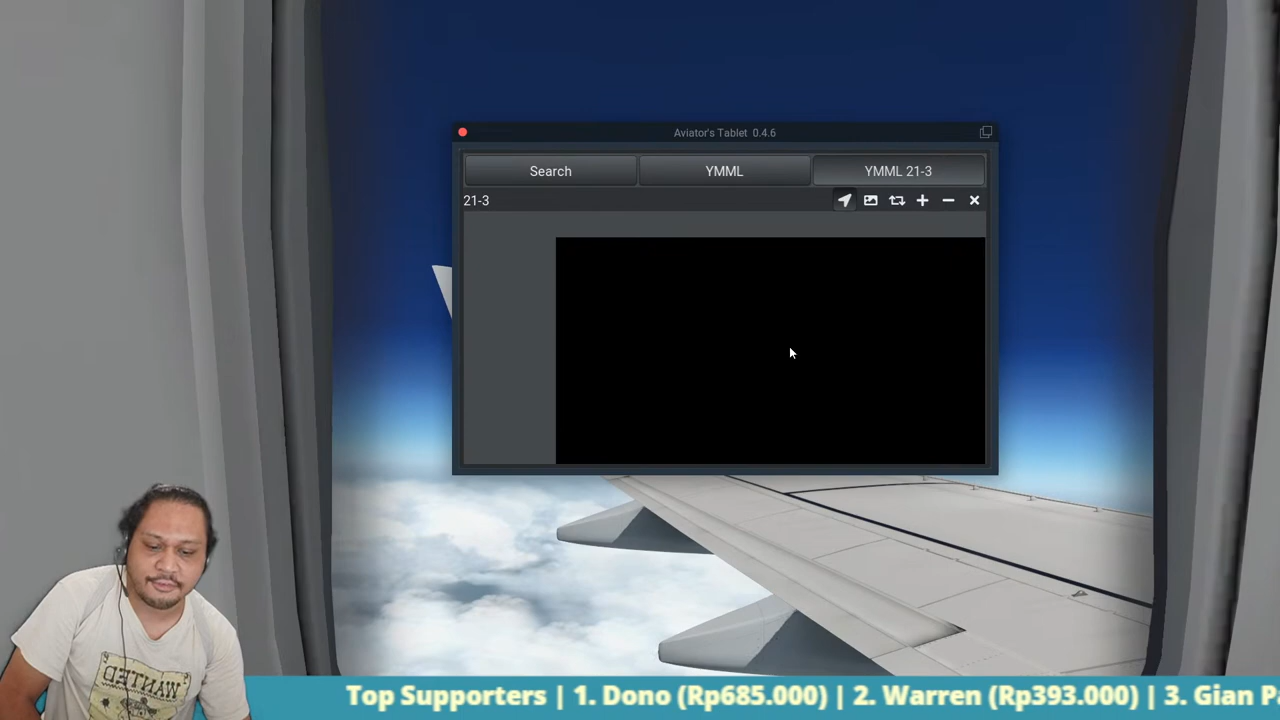 Aviator's Tablet 0.4.6
Search
YMML
YMML 21-3
21-3
WANTED
Top Supporters | 1. Dono (Rp685.000) | 2. Warren (Rp393.000) | 3. Gian P